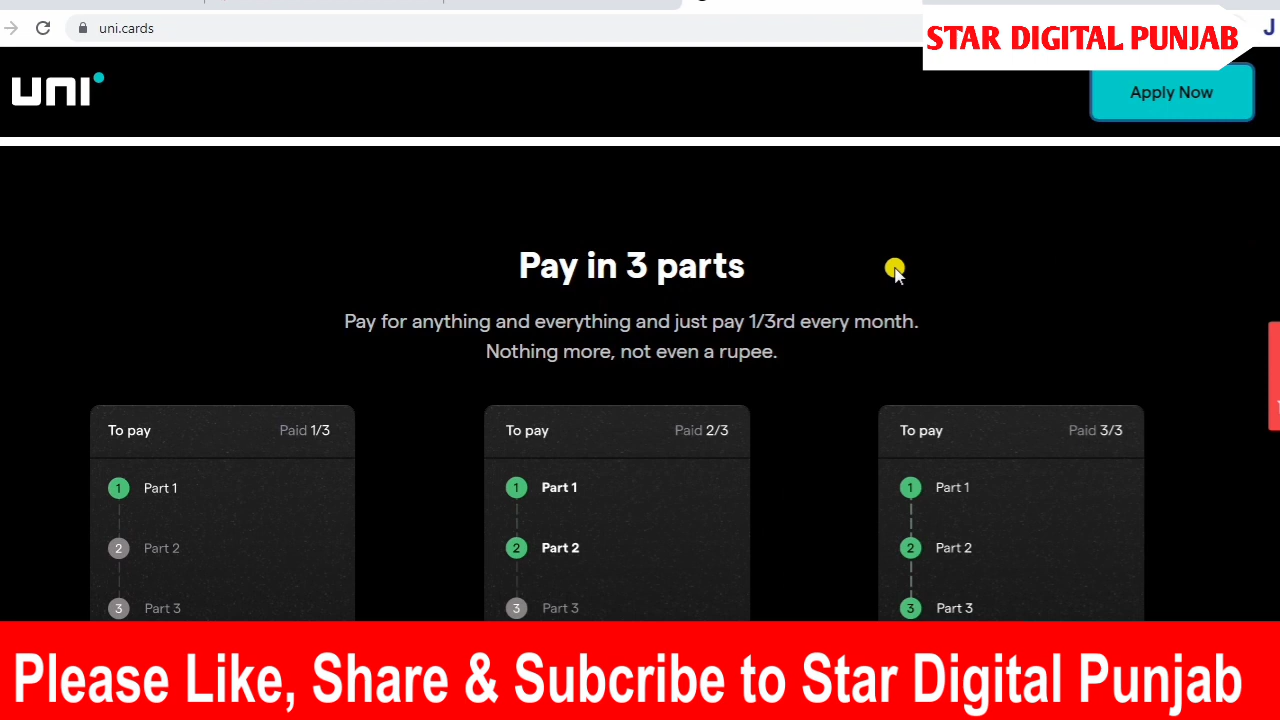 uni.cards
STAR DIGITAL PUNJAB
J
uni
Apply Now
Pay in 3 parts
Pay for anything and everything and just pay 1/3rd every month.
Nothing more, not even a rupee.
To pay Paid 1/3
1 Part 1
2 Part 2
3 Part 3
To pay Paid 2/3
1 Part 1
2 Part 2
3 Part 3
To pay Paid 3/3
1 Part 1
2 Part 2
3 Part 3
Please Like, Share & Subcribe to Star Digital Punjab